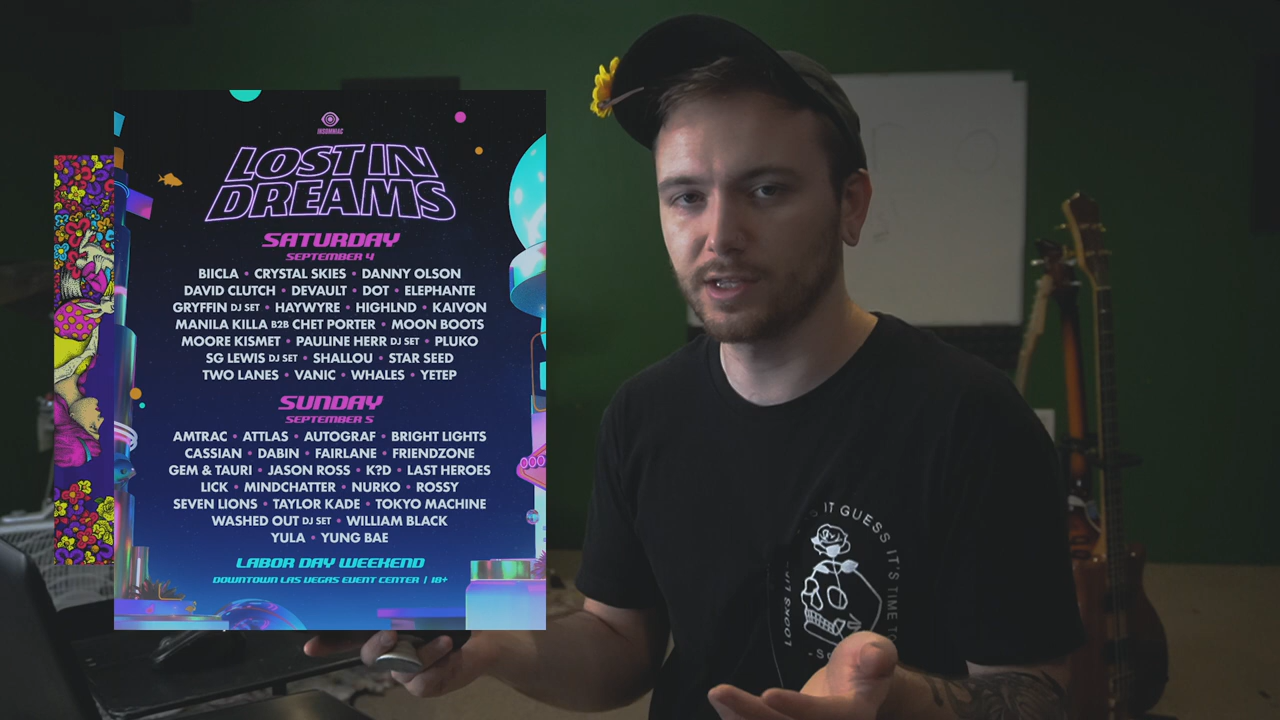 INSOMNIAC
LOST IN
DREAMS
SATURDAY
SEPTEMBER 4
BIICLA • CRYSTAL SKIES • DANNY OLSON
DAVID CLUTCH • DEVAULT • DOT • ELEPHANTE
GRYFFIN DJ SET • HAYWYRE • HIGHLND • KAIVON
MANILA KILLA B2B CHET PORTER • MOON BOOTS
MOORE KISMET • PAULINE HERR DJ SET • PLUKO
SG LEWIS DJ SET • SHALLOU • STAR SEED
TWO LANES • VANIC • WHALES • YETEP
SUNDAY
SEPTEMBER 5
AMTRAC • ATTLAS • AUTOGRAF • BRIGHT LIGHTS
CASSIAN • DABIN • FAIRLANE • FRIENDZONE
GEM & TAURI • JASON ROSS • K?D • LAST HEROES
LICK • MINDCHATTER • NURKO • ROSSY
SEVEN LIONS • TAYLOR KADE • TOKYO MACHINE
WASHED OUT DJ SET • WILLIAM BLACK
YULA • YUNG BAE
LABOR DAY WEEKEND
DOWNTOWN LAS VEGAS EVENT CENTER | 18+
IT GUESS IT'S TIME
LOOKS